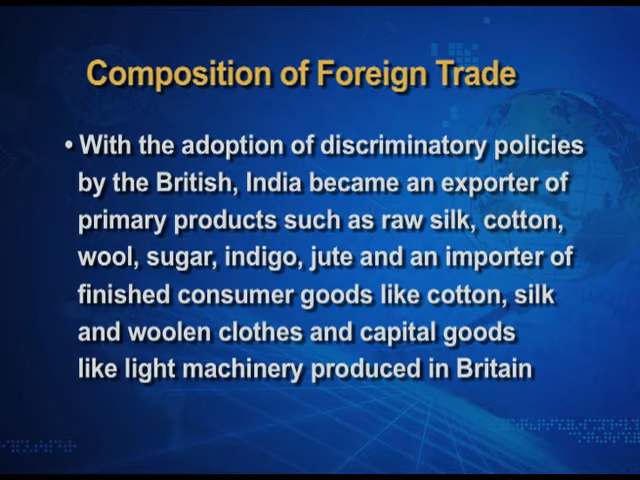 Composition of Foreign Trade
• With the adoption of discriminatory policies
by the British, India became an exporter of
primary products such as raw silk, cotton,
wool, sugar, indigo, jute and an importer of
finished consumer goods like cotton, silk
and woolen clothes and capital goods
like light machinery produced in Britain